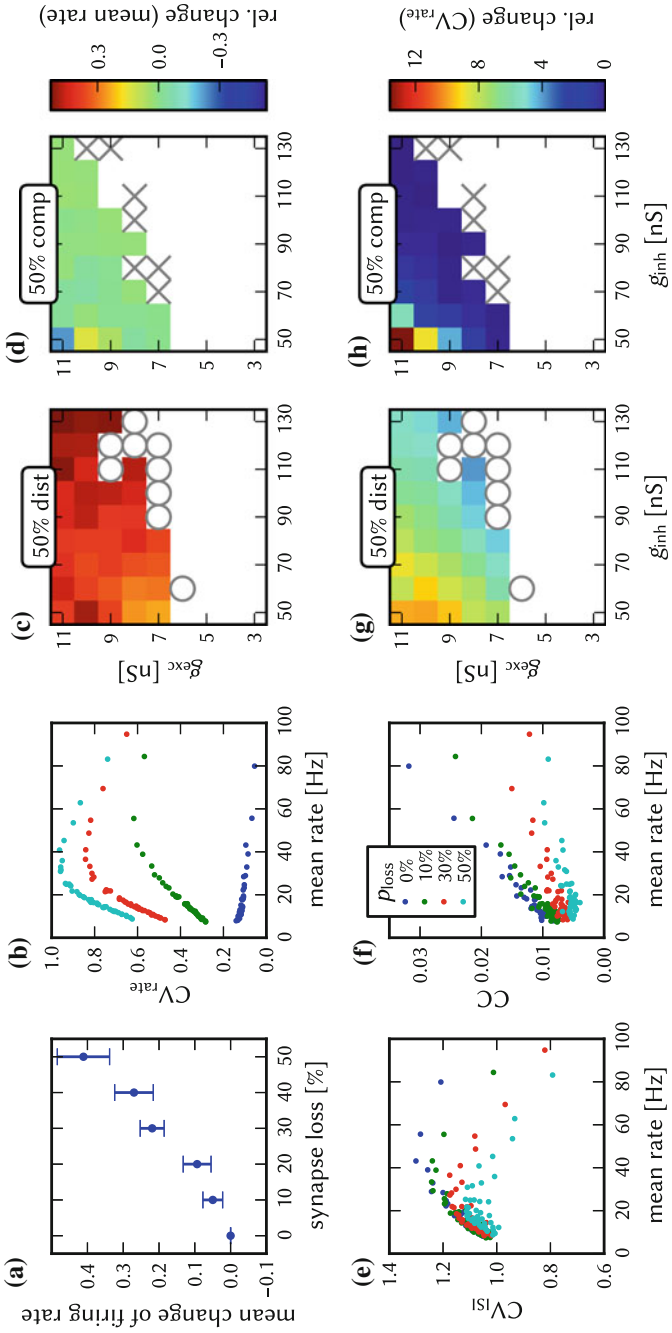 (a)
mean change of firing rate
0.4
0.3
0.2
0.1
0.0
−0.1
0 10 20 30 40 50
synapse loss [%]
(b)
CVrate
1.0
0.8
0.6
0.4
0.2
0.0
0 20 40 60 80 100
mean rate [Hz]
(c)
50% dist
gexc [nS]
11
9
7
5
3
50 70 90 110 130
(d)
50% comp
11
9
7
5
3
50 70 90 110 130
ginh [nS]
0.3
0.0
−0.3
rel. change (mean rate)
(e)
CVISI
1.4
1.2
1.0
0.8
0.6
0 20 40 60 80 100
mean rate [Hz]
(f)
CC
0.03
0.02
0.01
0.00
ploss
0%
10%
30%
50%
0 20 40 60 80 100
mean rate [Hz]
(g)
50% dist
11
9
7
5
3
50 70 90 110 130
ginh [nS]
(h)
50% comp
11
9
7
5
3
50 70 90 110 130
ginh [nS]
12
8
4
0
rel. change (CVrate)